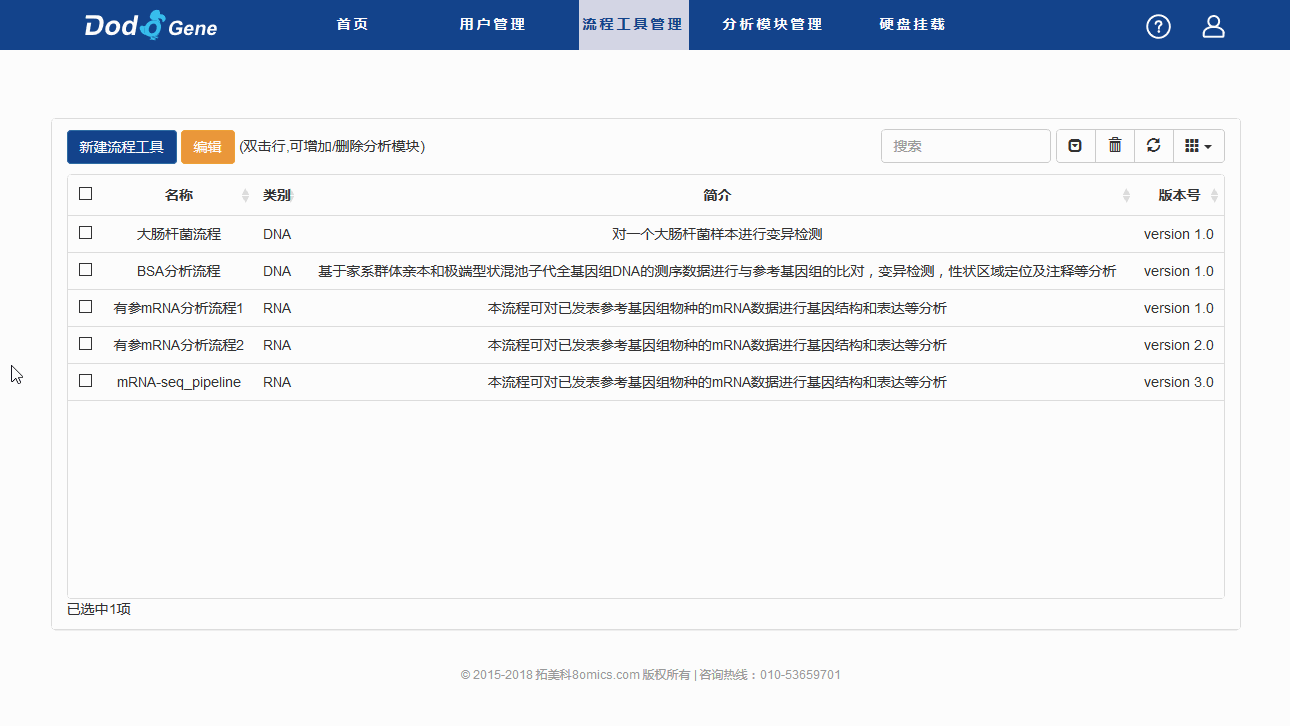 Dodo Gene 首页 用户管理 流程工具管理 分析模块管理 硬盘挂载
新建流程工具 编辑 (双击行,可增加/删除分析模块) 搜索
名称 类别 简介 版本号
大肠杆菌流程 DNA 对一个大肠杆菌样本进行变异检测 version 1.0
BSA分析流程 DNA 基于家系群体亲本和极端型状混池子代全基因组DNA的测序数据进行与参考基因组的比对，变异检测，性状区域定位及注释等分析 version 1.0
有参mRNA分析流程1 RNA 本流程可对已发表参考基因组物种的mRNA数据进行基因结构和表达等分析 version 1.0
有参mRNA分析流程2 RNA 本流程可对已发表参考基因组物种的mRNA数据进行基因结构和表达等分析 version 2.0
mRNA-seq_pipeline RNA 本流程可对已发表参考基因组物种的mRNA数据进行基因结构和表达等分析 version 3.0
已选中1项
© 2015-2018 拓美科8omics.com 版权所有 | 咨询热线：010-53659701